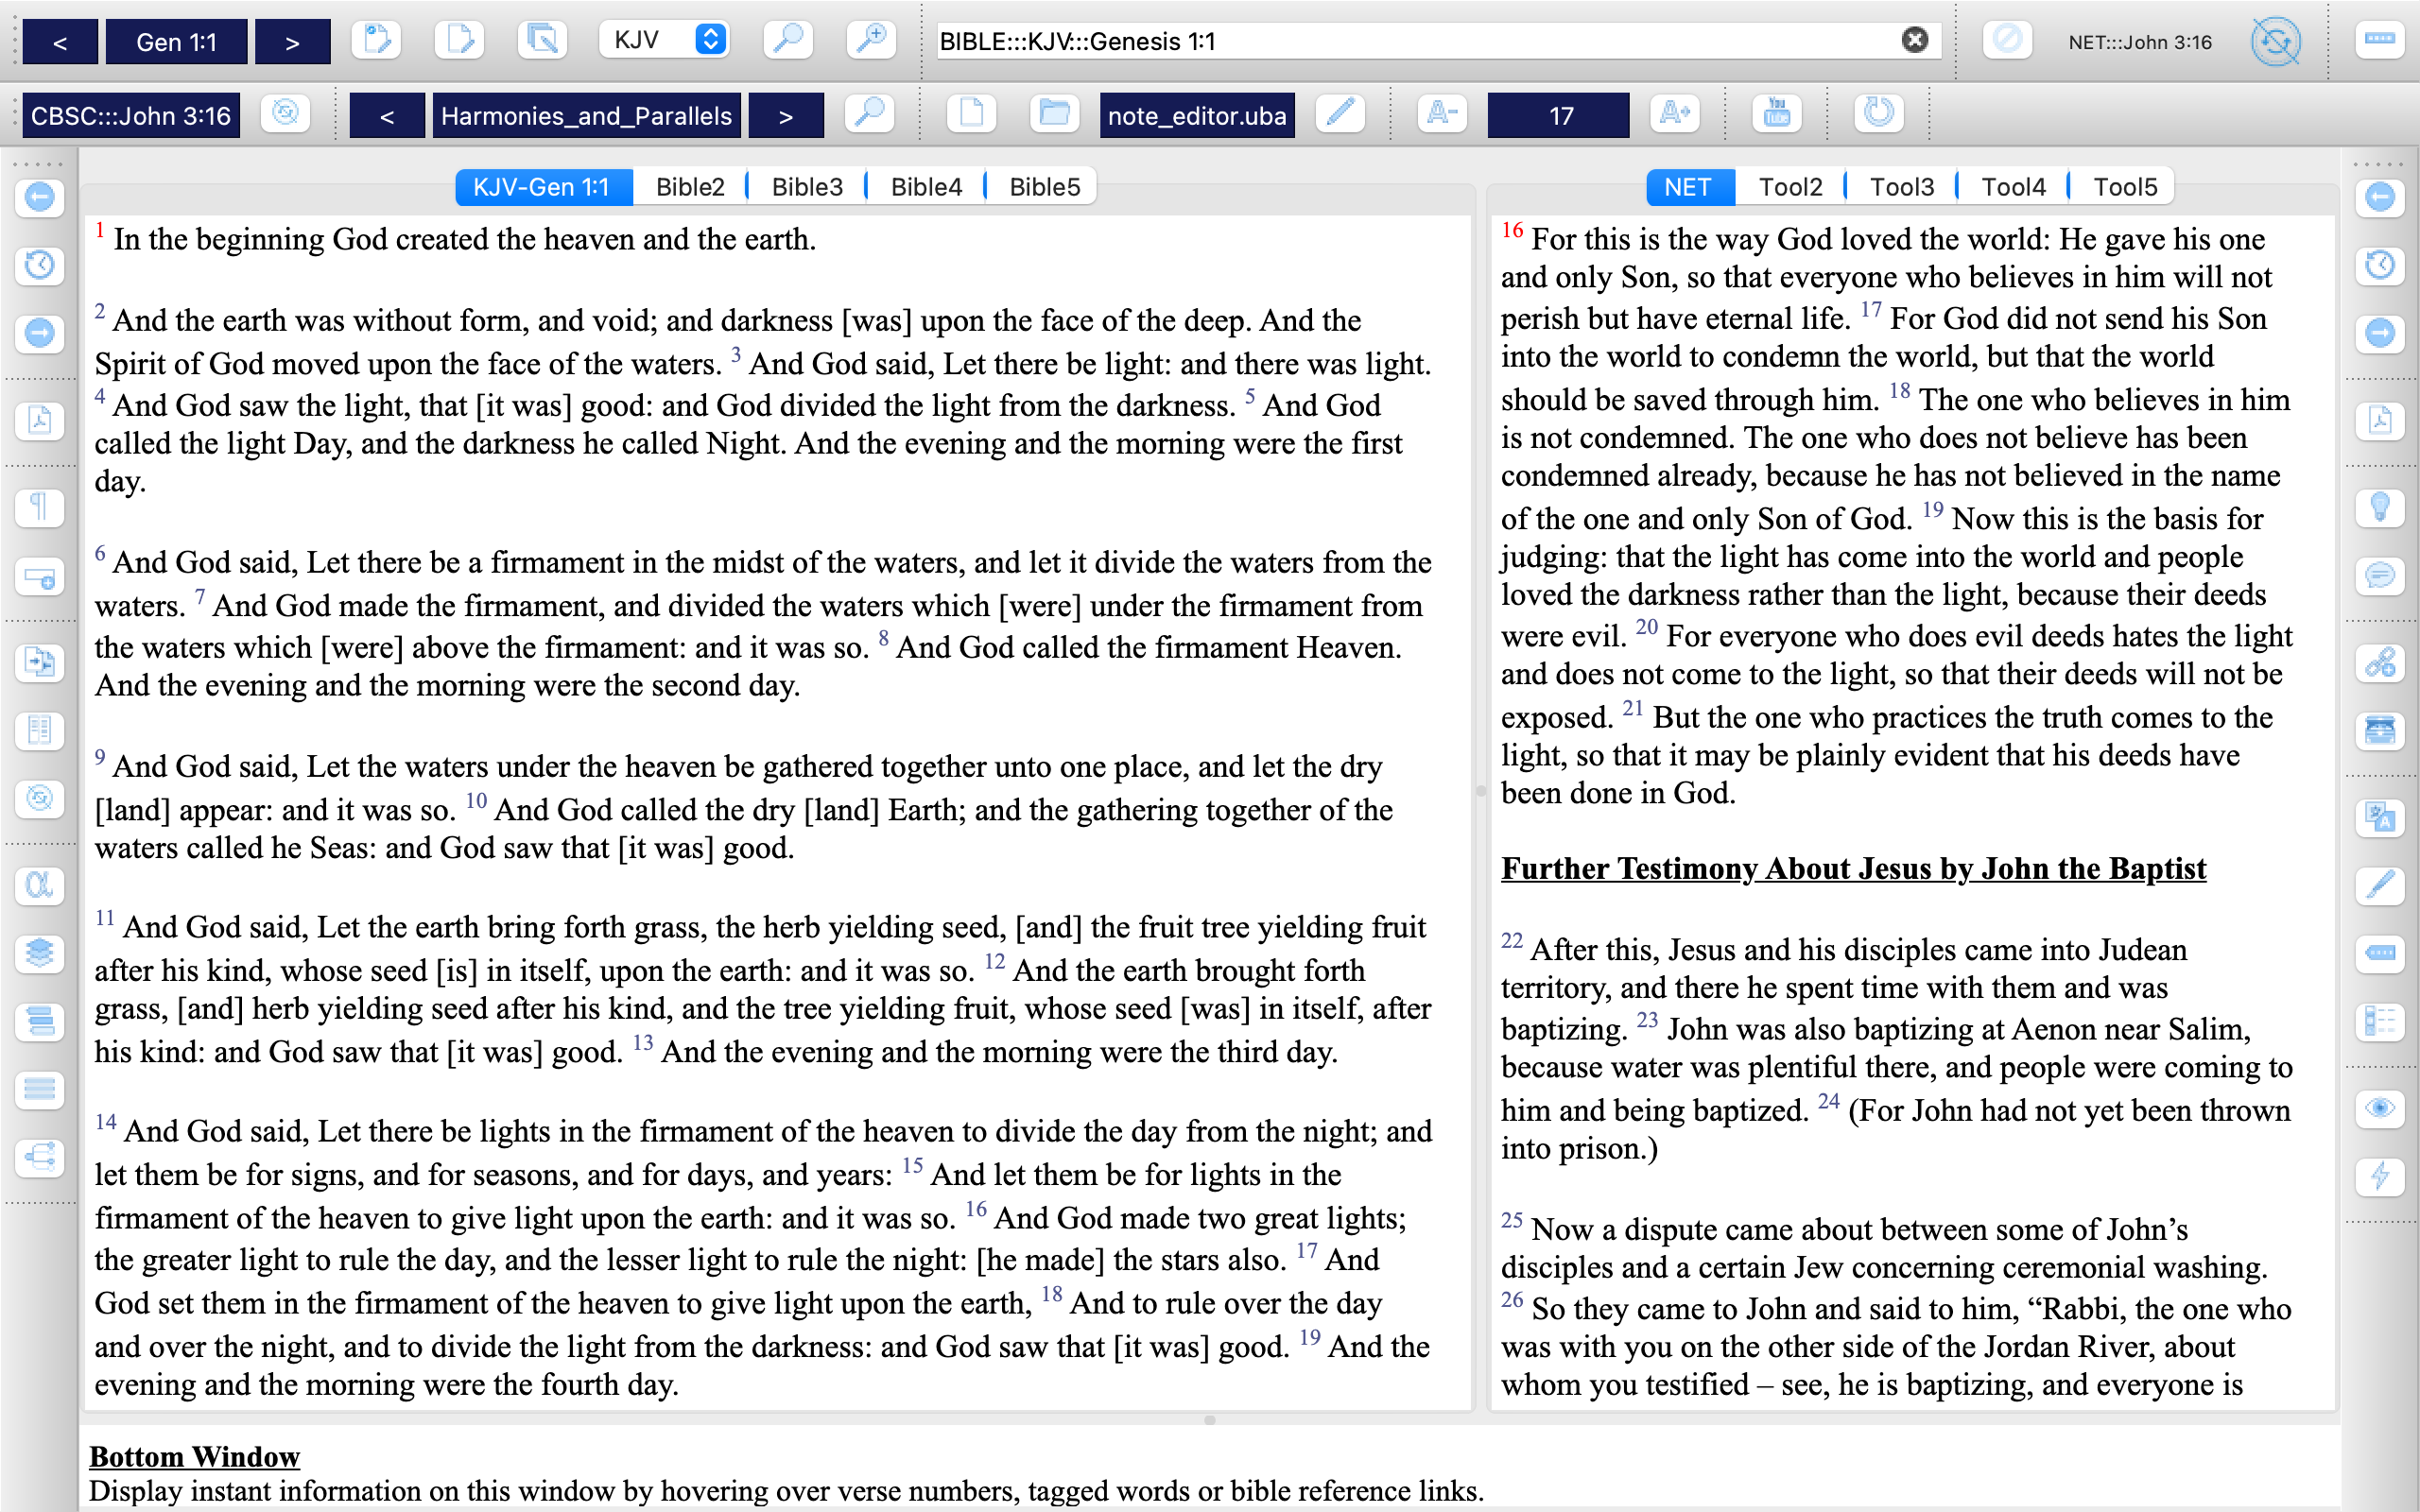 < Gen 1:1 > KJV BIBLE:::KJV:::Genesis 1:1 NET:::John 3:16
CBSC:::John 3:16 < Harmonies_and_Parallels > note_editor.uba A- 17 A+ You Tube
KJV-Gen 1:1 Bible2 Bible3 Bible4 Bible5
1 In the beginning God created the heaven and the earth.
2 And the earth was without form, and void; and darkness [was] upon the face of the deep. And the
Spirit of God moved upon the face of the waters. 3 And God said, Let there be light: and there was light.
4 And God saw the light, that [it was] good: and God divided the light from the darkness. 5 And God
called the light Day, and the darkness he called Night. And the evening and the morning were the first
day.
6 And God said, Let there be a firmament in the midst of the waters, and let it divide the waters from the
waters. 7 And God made the firmament, and divided the waters which [were] under the firmament from
the waters which [were] above the firmament: and it was so. 8 And God called the firmament Heaven.
And the evening and the morning were the second day.
9 And God said, Let the waters under the heaven be gathered together unto one place, and let the dry
[land] appear: and it was so. 10 And God called the dry [land] Earth; and the gathering together of the
waters called he Seas: and God saw that [it was] good.
11 And God said, Let the earth bring forth grass, the herb yielding seed, [and] the fruit tree yielding fruit
after his kind, whose seed [is] in itself, upon the earth: and it was so. 12 And the earth brought forth
grass, [and] herb yielding seed after his kind, and the tree yielding fruit, whose seed [was] in itself, after
his kind: and God saw that [it was] good. 13 And the evening and the morning were the third day.
14 And God said, Let there be lights in the firmament of the heaven to divide the day from the night; and
let them be for signs, and for seasons, and for days, and years: 15 And let them be for lights in the
firmament of the heaven to give light upon the earth: and it was so. 16 And God made two great lights;
the greater light to rule the day, and the lesser light to rule the night: [he made] the stars also. 17 And
God set them in the firmament of the heaven to give light upon the earth, 18 And to rule over the day
and over the night, and to divide the light from the darkness: and God saw that [it was] good. 19 And the
evening and the morning were the fourth day.
NET Tool2 Tool3 Tool4 Tool5
16 For this is the way God loved the world: He gave his one
and only Son, so that everyone who believes in him will not
perish but have eternal life. 17 For God did not send his Son
into the world to condemn the world, but that the world
should be saved through him. 18 The one who believes in him
is not condemned. The one who does not believe has been
condemned already, because he has not believed in the name
of the one and only Son of God. 19 Now this is the basis for
judging: that the light has come into the world and people
loved the darkness rather than the light, because their deeds
were evil. 20 For everyone who does evil deeds hates the light
and does not come to the light, so that their deeds will not be
exposed. 21 But the one who practices the truth comes to the
light, so that it may be plainly evident that his deeds have
been done in God.
Further Testimony About Jesus by John the Baptist
22 After this, Jesus and his disciples came into Judean
territory, and there he spent time with them and was
baptizing. 23 John was also baptizing at Aenon near Salim,
because water was plentiful there, and people were coming to
him and being baptized. 24 (For John had not yet been thrown
into prison.)
25 Now a dispute came about between some of John’s
disciples and a certain Jew concerning ceremonial washing.
26 So they came to John and said to him, “Rabbi, the one who
was with you on the other side of the Jordan River, about
whom you testified – see, he is baptizing, and everyone is
Bottom Window
Display instant information on this window by hovering over verse numbers, tagged words or bible reference links.